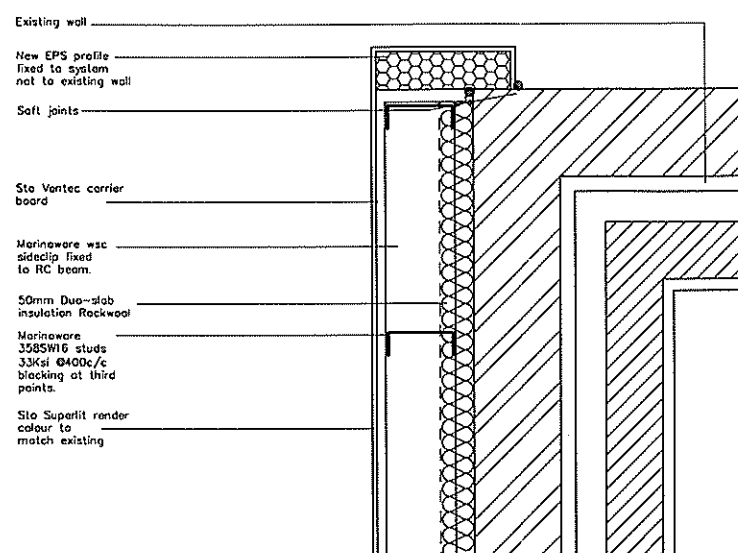 Existing wall
New EPS profile
fixed to system
not to existing wall
Soft joints
Sto Ventec carrier
board
Marinaware wsc
sideclip fixed
to RC beam.
50mm Duo-slab
insulation Rockwool
Marinaware
358SW16 studs
33Ksi @400c/c
blocking at third
points.
Sto Superlit render
colour to
match existing